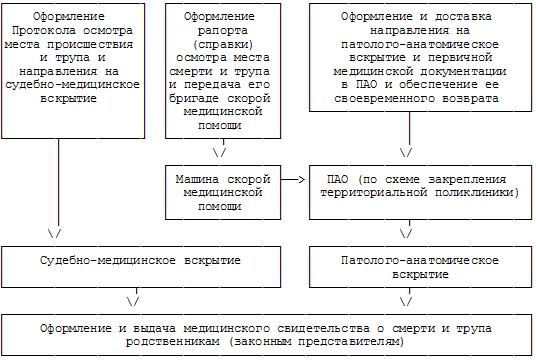 Оформление
Протокола осмотра
места происшествия
и трупа и
направления на
судебно-медицинское
вскрытие
Оформление
рапорта
(справки)
осмотра места
смерти и трупа
и передача его
бригаде скорой
медицинской
помощи
Оформление и доставка
направления на
патолого-анатомическое
вскрытие и первичной
медицинской документации
в ПАО и обеспечение ее
своевременного возврата
Машина скорой
медицинской
помощи
ПАО (по схеме закрепления
территориальной поликлиники)
Судебно-медицинское вскрытие
Патолого-анатомическое
вскрытие
Оформление и выдача медицинского свидетельства о смерти и трупа
родственникам (законным представителям)